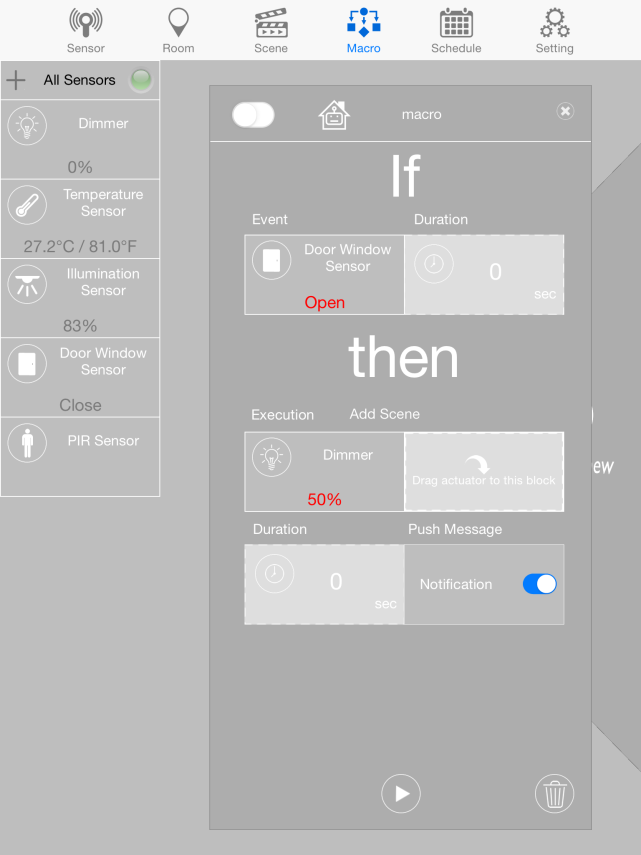 Sensor
Room
Scene
Macro
Schedule
Setting
All Sensors
Dimmer
0%
Temperature
Sensor
27.2°C / 81.0°F
Illumination
Sensor
83%
Door Window
Sensor
Close
PIR Sensor
macro
If
Event
Duration
Door Window
Sensor
Open
0
sec
then
Execution
Add Scene
Dimmer
50%
Drag actuator to this block
Duration
Push Message
0
sec
Notification